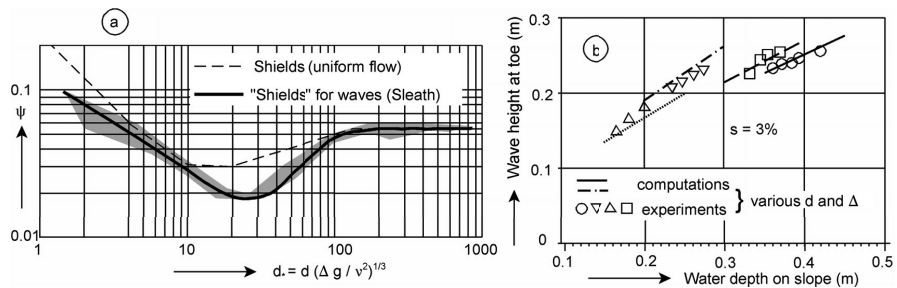 a
Shields (uniform flow)
"Shields" for waves (Sleath)
0.1
ψ
0.01
1
10
100
1000
d* = d (Δ g / ν²)^1/3
b
Wave height at toe (m)
0.3
0.2
0.1
0
s = 3%
computations
experiments
} various d and Δ
0.1
0.2
0.3
0.4
0.5
Water depth on slope (m)